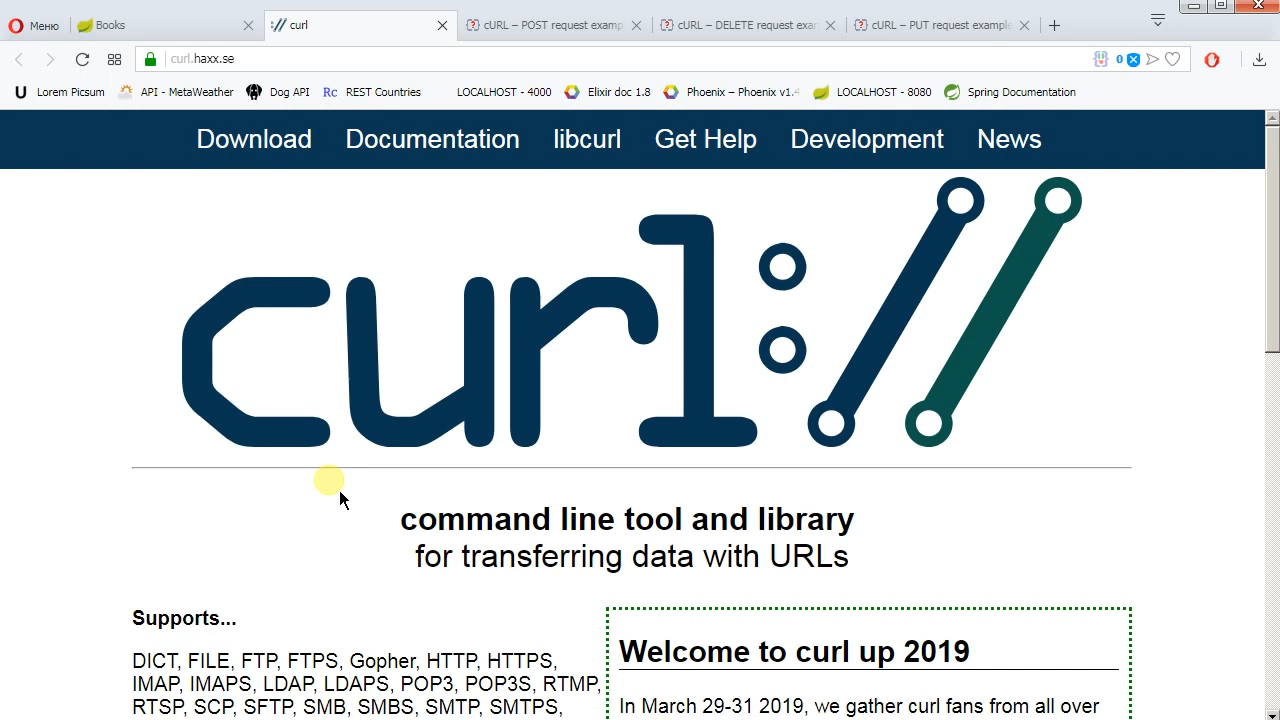 Меню
Books
curl
cURL – POST request examp
cURL – DELETE request exar
cURL – PUT request example
curl.haxx.se
0
U Lorem Picsum
API - MetaWeather
Dog API
Rc REST Countries
LOCALHOST - 4000
Elixir doc 1.8
Phoenix – Phoenix v1.4
LOCALHOST - 8080
Spring Documentation
Download Documentation libcurl Get Help Development News
curl://
command line tool and library
for transferring data with URLs
Supports...
DICT, FILE, FTP, FTPS, Gopher, HTTP, HTTPS,
IMAP, IMAPS, LDAP, LDAPS, POP3, POP3S, RTMP,
RTSP, SCP, SFTP, SMB, SMBS, SMTP, SMTPS,
Welcome to curl up 2019
In March 29-31 2019, we gather curl fans from all over